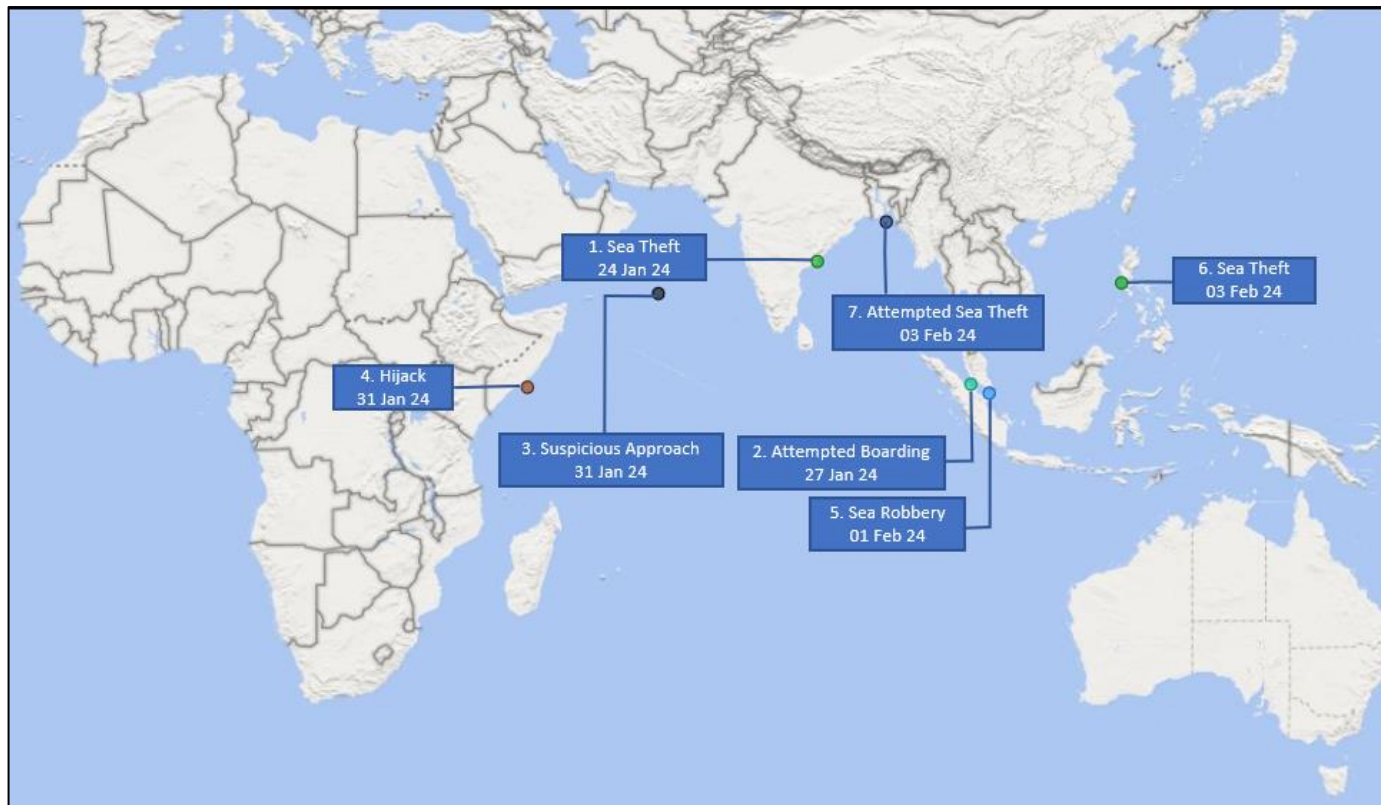 1. Sea Theft
24 Jan 24
6. Sea Theft
03 Feb 24
7. Attempted Sea Theft
03 Feb 24
4. Hijack
31 Jan 24
3. Suspicious Approach
31 Jan 24
2. Attempted Boarding
27 Jan 24
5. Sea Robbery
01 Feb 24